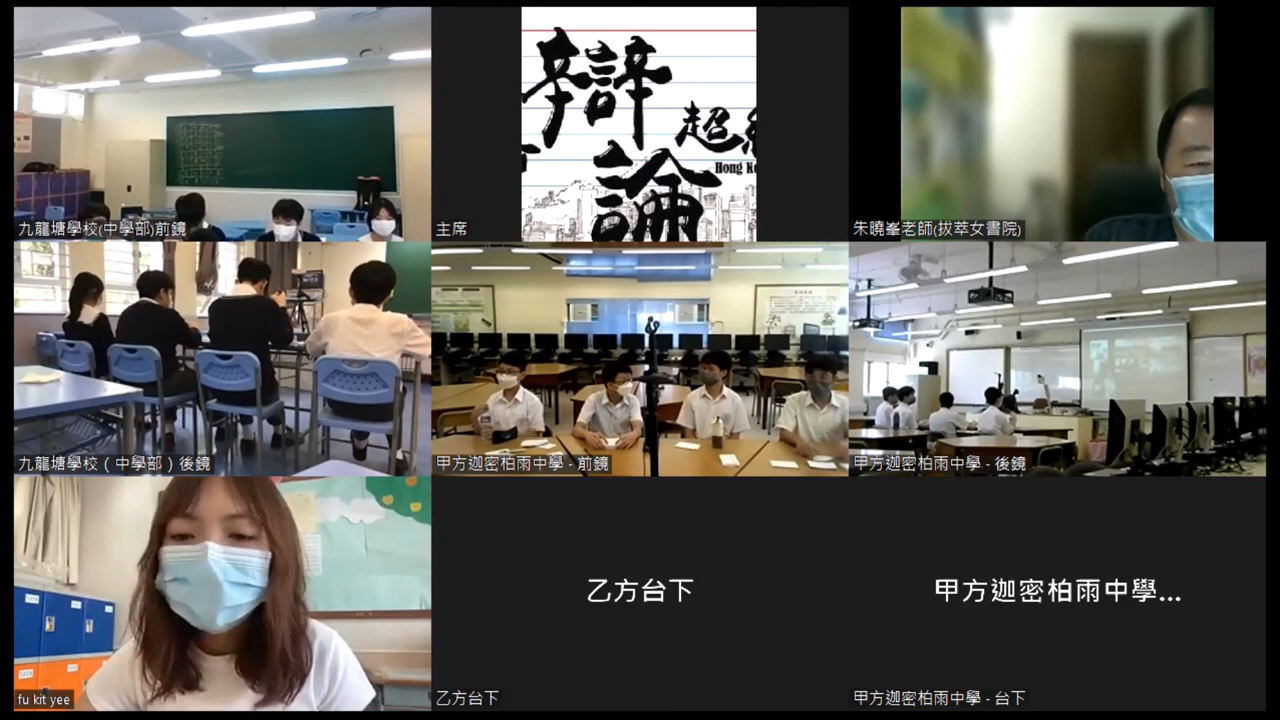 辯
超
Hong K
論
九龍塘學校(中學部)前鏡
主席
朱曉峯老師(拔萃女書院)
九龍塘學校（中學部）後鏡
甲方迦密柏雨中學 - 前鏡
甲方迦密柏雨中學 - 後鏡
乙方台下
甲方迦密柏雨中學...
fu kit yee
乙方台下
甲方迦密柏雨中學 - 台下